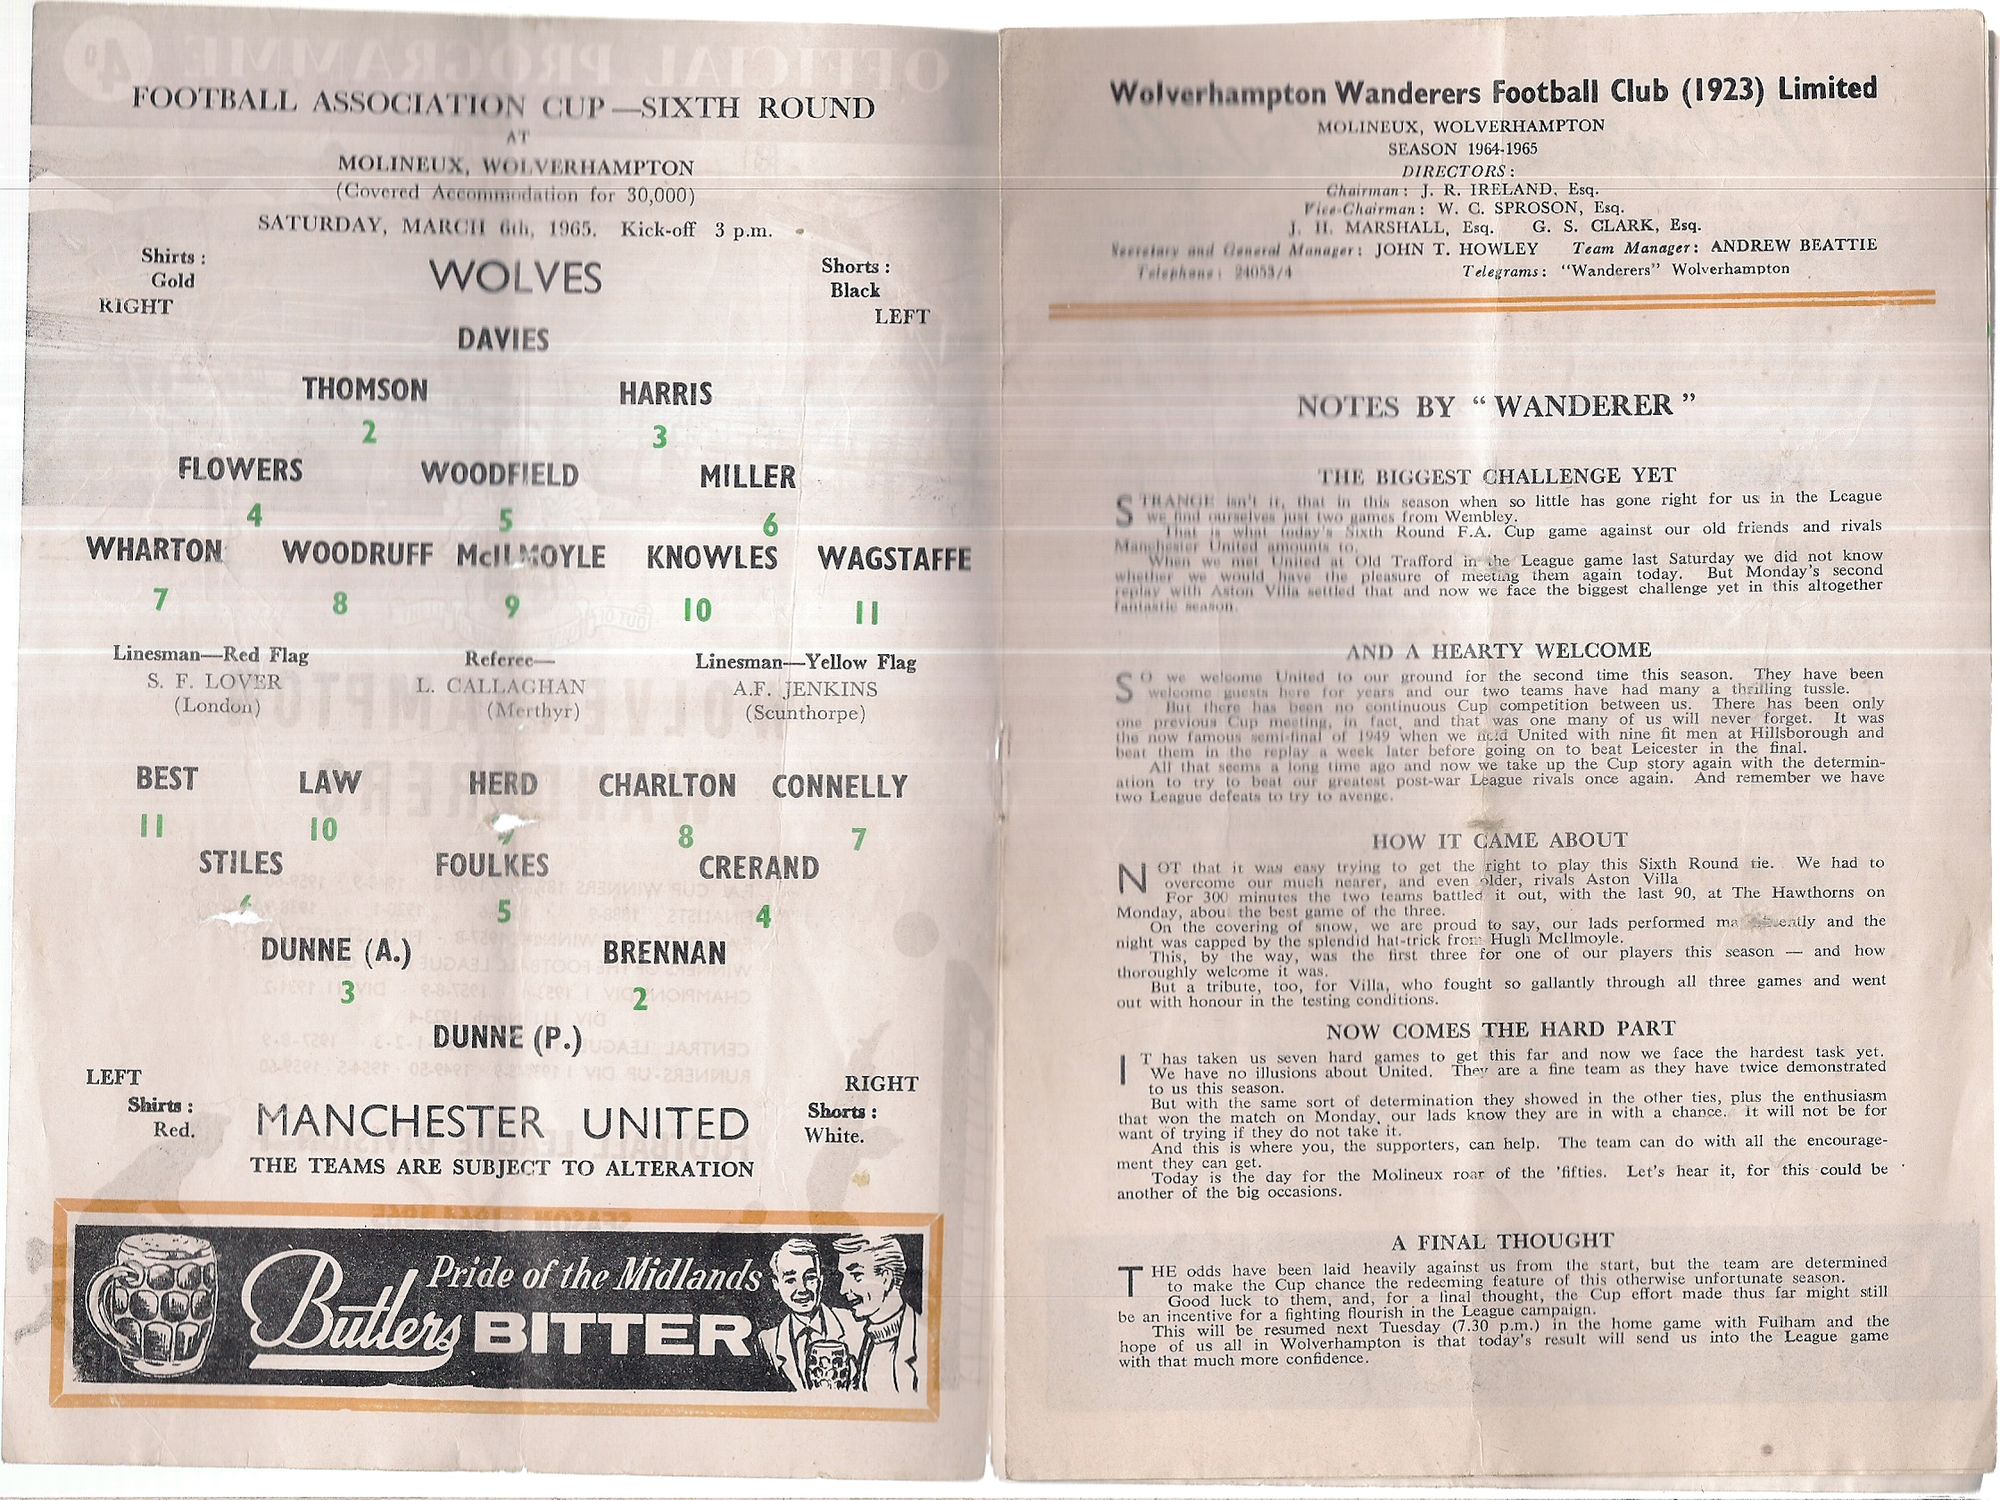 FOOTBALL ASSOCIATION CUP—SIXTH ROUND
AT
MOLINEUX, WOLVERHAMPTON
(Covered Accommodation for 30,000)
SATURDAY, MARCH 6th, 1965. Kick-off 3 p.m.
Shirts :
Gold
RIGHT
WOLVES
Shorts :
Black
LEFT
DAVIES
THOMSON HARRIS
2 3
FLOWERS WOODFIELD MILLER
4 5 6
WHARTON WOODRUFF McILMOYLE KNOWLES WAGSTAFFE
7 8 9 10 11
Linesman—Red Flag
S. F. LOVER
(London)
Referee—
L. CALLAGHAN
(Merthyr)
Linesman—Yellow Flag
A.F. JENKINS
(Scunthorpe)
BEST LAW HERD CHARLTON CONNELLY
11 10 9 8 7
STILES FOULKES CRERAND
6 5 4
DUNNE (A.) BRENNAN
3 2
DUNNE (P.)
LEFT
Shirts :
Red.
MANCHESTER UNITED
RIGHT
Shorts :
White.
THE TEAMS ARE SUBJECT TO ALTERATION
Pride of the Midlands
Butlers BITTER
Wolverhampton Wanderers Football Club (1923) Limited
MOLINEUX, WOLVERHAMPTON
SEASON 1964-1965
DIRECTORS :
Chairman : J. R. IRELAND, Esq.
Vice-Chairman : W. C. SPROSON, Esq.
J. H. MARSHALL, Esq. G. S. CLARK, Esq.
Secretary and General Manager : JOHN T. HOWLEY Team Manager : ANDREW BEATTIE
Telephone : 24053/4 Telegrams : "Wanderers" Wolverhampton
NOTES BY "WANDERER"
THE BIGGEST CHALLENGE YET
STRANGE isn't it, that in this season when so little has gone right for us in the League
we find ourselves just two games from Wembley.
That is what today's Sixth Round F.A. Cup game against our old friends and rivals
Manchester United amounts to.
When we met United at Old Trafford in the League game last Saturday we did not know
whether we would have the pleasure of meeting them again today. But Monday's second
replay with Aston Villa settled that and now we face the biggest challenge yet in this altogether
fantastic season.
AND A HEARTY WELCOME
SO we welcome United to our ground for the second time this season. They have been
welcome guests here for years and our two teams have had many a thrilling tussle.
But there has been no continuous Cup competition between us. There has been only
one previous Cup meeting, in fact, and that was one many of us will never forget. It was
the now famous semi-final of 1949 when we held United with nine fit men at Hillsborough and
beat them in the replay a week later before going on to beat Leicester in the final.
All that seems a long time ago and now we take up the Cup story again with the determin-
ation to try to beat our greatest post-war League rivals once again. And remember we have
two League defeats to try to avenge.
HOW IT CAME ABOUT
NOT that it was easy trying to get the right to play this Sixth Round tie. We had to
overcome our much nearer, and even older, rivals Aston Villa
For 300 minutes the two teams battled it out, with the last 90, at The Hawthorns on
Monday, about the best game of the three.
On the covering of snow, we are proud to say, our lads performed and the
night was capped by the splendid hat-trick from Hugh McIlmoyle.
This, by the way, was the first three for one of our players this season — and how
thoroughly welcome it was.
But a tribute, too, for Villa, who fought so gallantly through all three games and went
out with honour in the testing conditions.
NOW COMES THE HARD PART
IT has taken us seven hard games to get this far and now we face the hardest task yet.
We have no illusions about United. They are a fine team as they have twice demonstrated
to us this season.
But with the same sort of determination they showed in the other ties, plus the enthusiasm
that won the match on Monday, our lads know they are in with a chance. It will not be for
want of trying if they do not take it.
And this is where you, the supporters, can help. The team can do with all the encourage-
ment they can get.
Today is the day for the Molineux roar of the 'fifties. Let's hear it, for this could be
another of the big occasions.
A FINAL THOUGHT
THE odds have been laid heavily against us from the start, but the team are determined
to make the Cup chance the redeeming feature of this otherwise unfortunate season.
Good luck to them, and, for a final thought, the Cup effort made thus far might still
be an incentive for a fighting flourish in the League campaign.
This will be resumed next Tuesday (7.30 p.m.) in the home game with Fulham and the
hope of us all in Wolverhampton is that today's result will send us into the League game
with that much more confidence.